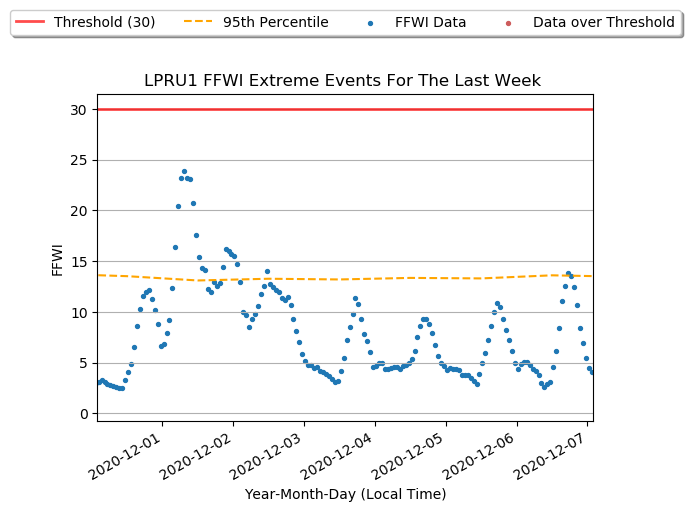 Threshold (30) 95th Percentile FFWI Data Data over Threshold
LPRU1 FFWI Extreme Events For The Last Week
30
25
20
15
10
5
0
FFWI
2020-12-01 2020-12-02 2020-12-03 2020-12-04 2020-12-05 2020-12-06 2020-12-07
Year-Month-Day (Local Time)